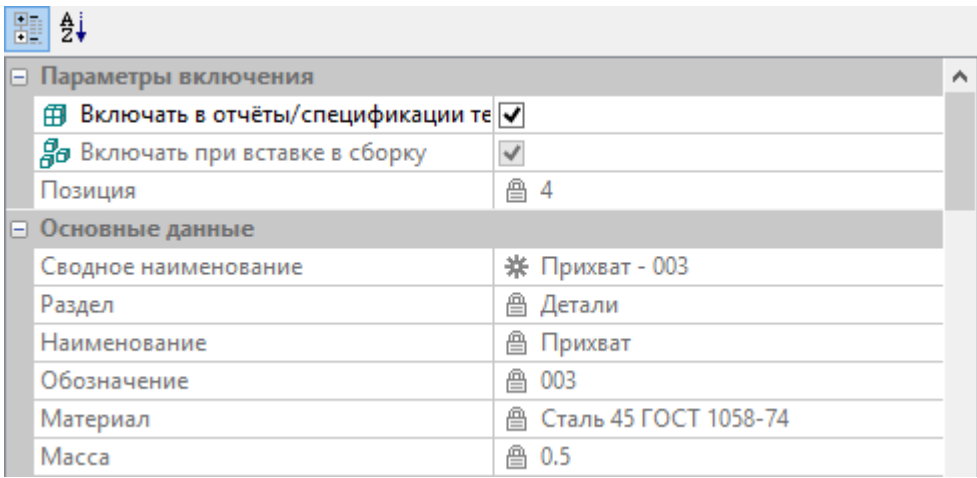 Параметры включения
Включать в отчёты/спецификации те
Включать при вставке в сборку
Позиция 4
Основные данные
Сводное наименование Прихват - 003
Раздел Детали
Наименование Прихват
Обозначение 003
Материал Сталь 45 ГОСТ 1058-74
Масса 0.5